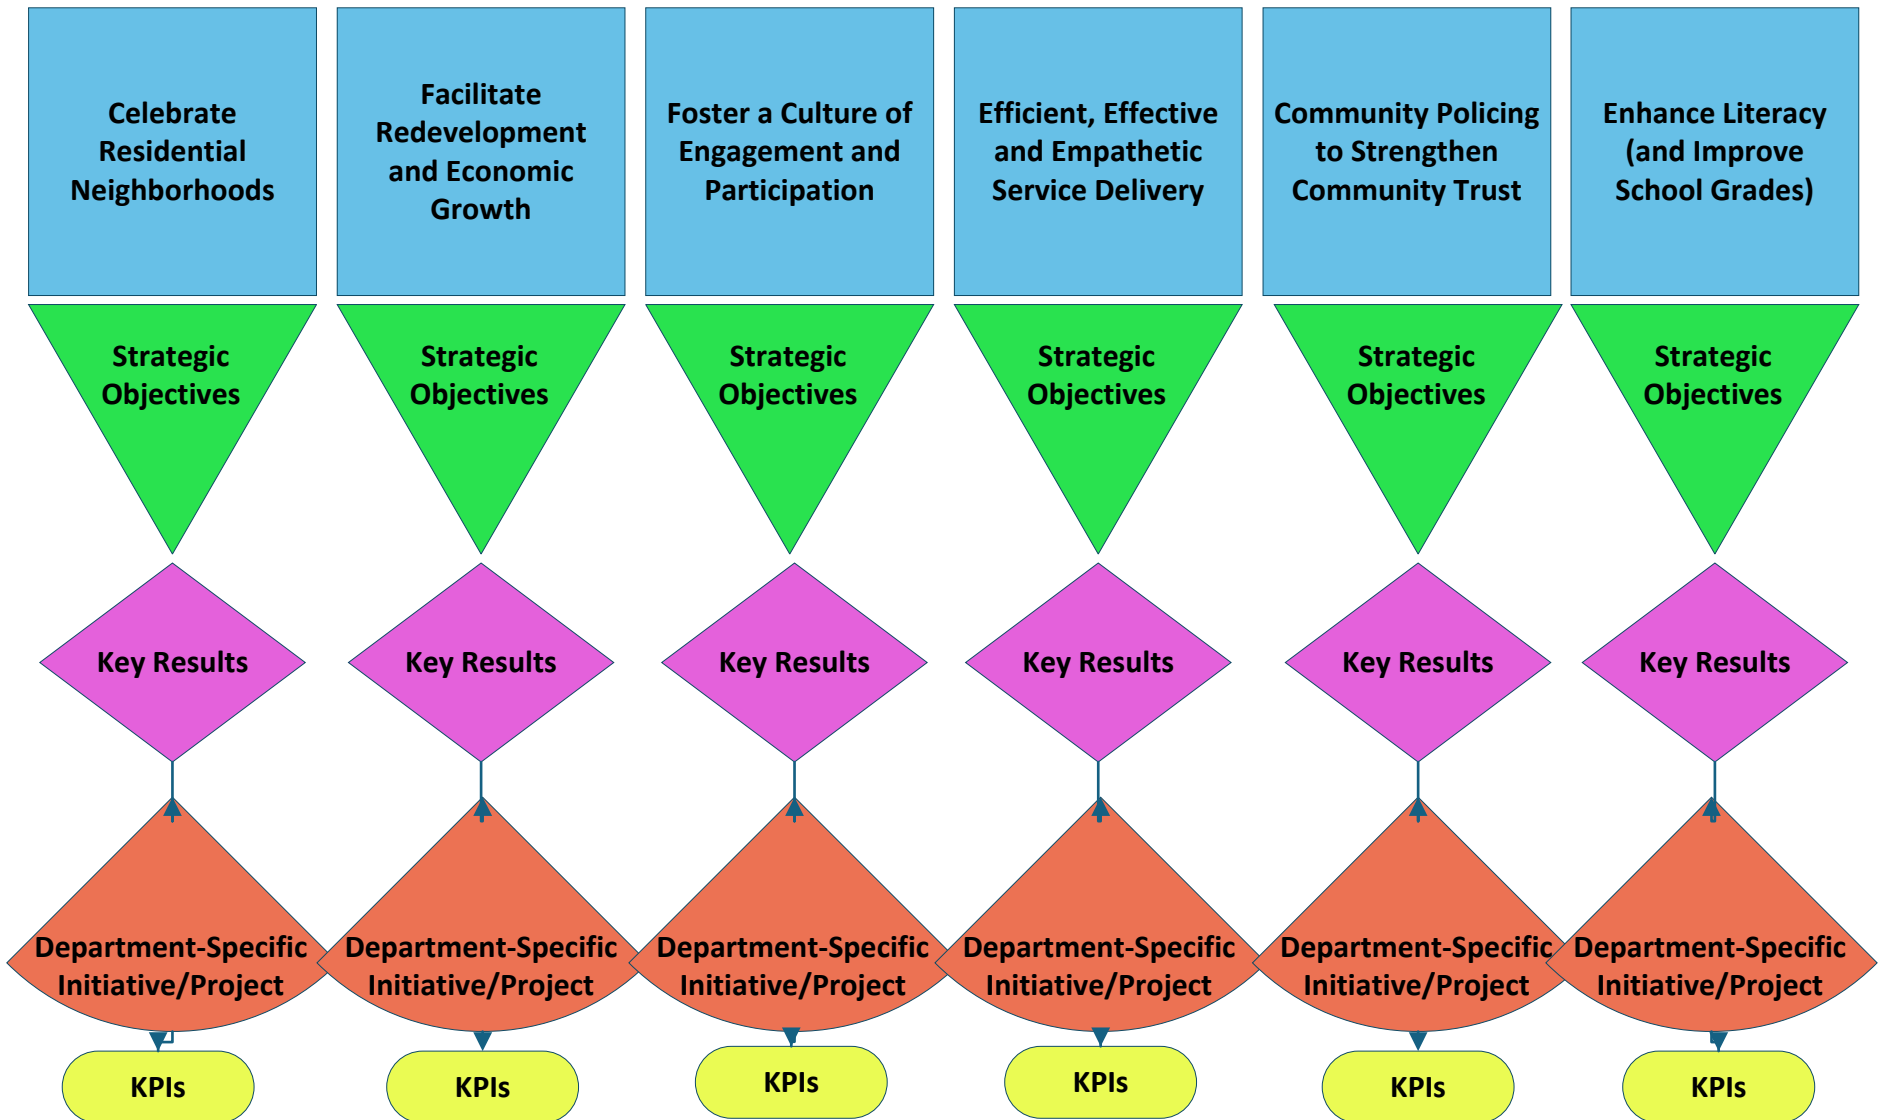 Celebrate
Residential
Neighborhoods
Facilitate
Redevelopment
and Economic
Growth
Foster a Culture of
Engagement and
Participation
Efficient, Effective
and Empathetic
Service Delivery
Community Policing
to Strengthen
Community Trust
Enhance Literacy
(and Improve
School Grades)
Strategic
Objectives
Strategic
Objectives
Strategic
Objectives
Strategic
Objectives
Strategic
Objectives
Strategic
Objectives
Key Results
Key Results
Key Results
Key Results
Key Results
Key Results
Department-Specific
Initiative/Project
Department-Specific
Initiative/Project
Department-Specific
Initiative/Project
Department-Specific
Initiative/Project
Department-Specific
Initiative/Project
Department-Specific
Initiative/Project
KPIs
KPIs
KPIs
KPIs
KPIs
KPIs